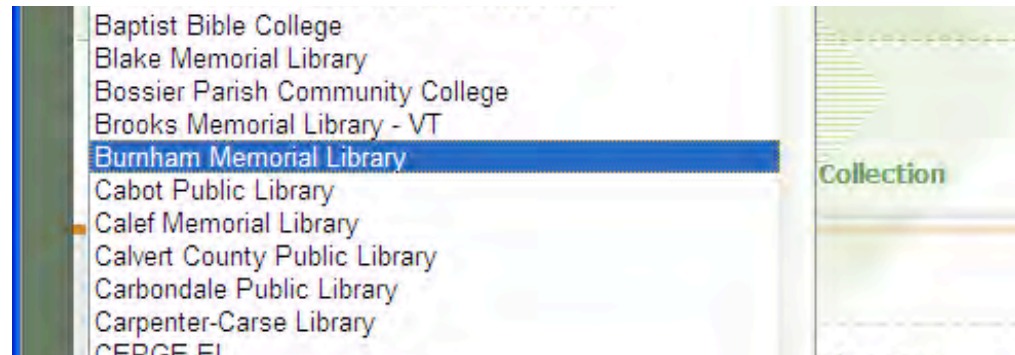 Baptist Bible College
Blake Memorial Library
Bossier Parish Community College
Brooks Memorial Library - VT
Burnham Memorial Library
Collection
Cabot Public Library
Calef Memorial Library
Calvert County Public Library
Carbondale Public Library
Carpenter-Carse Library